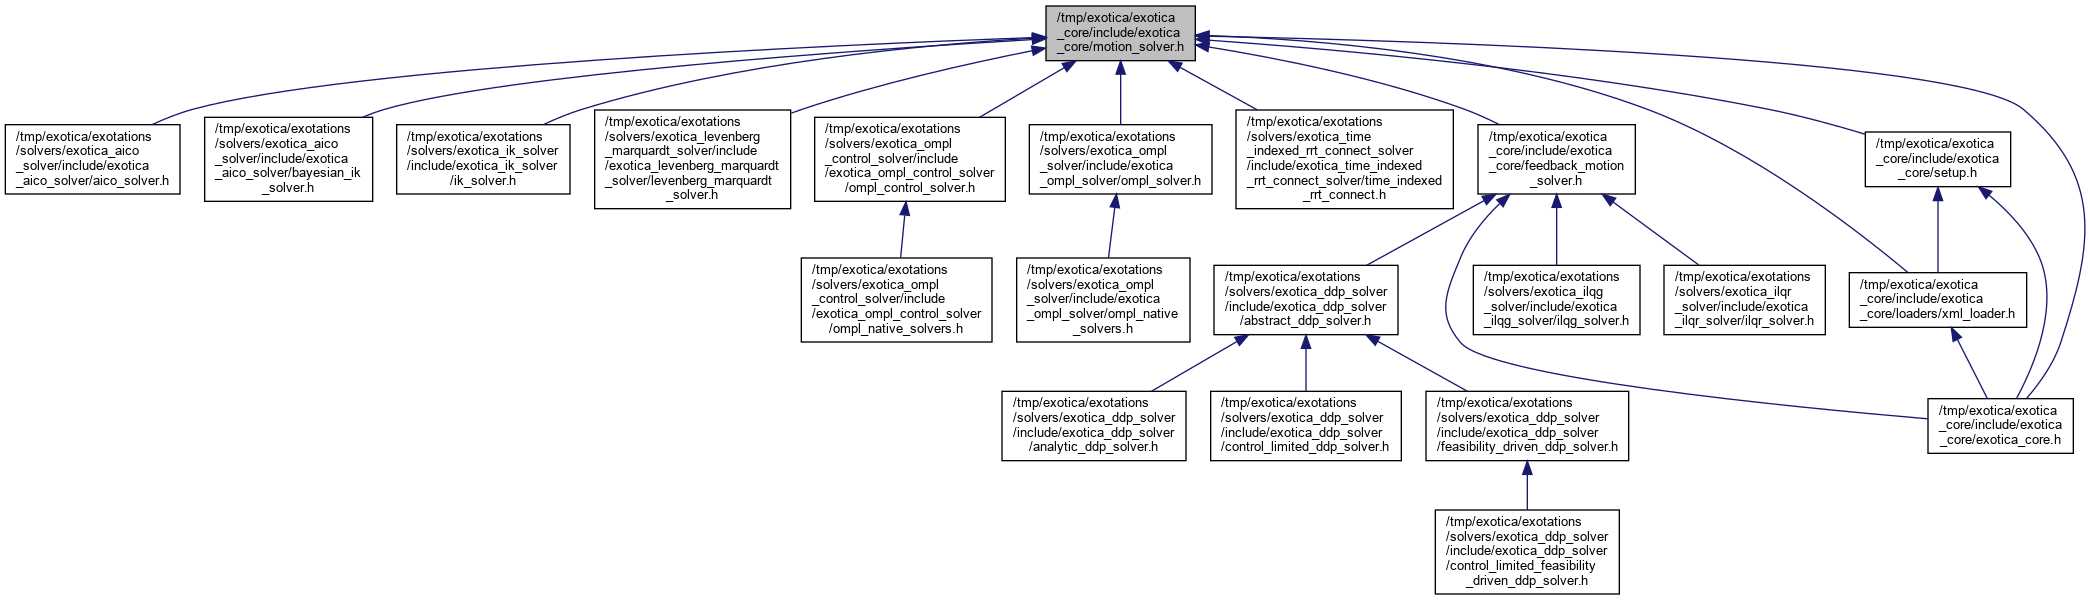 /tmp/exotica/exotica
_core/include/exotica
_core/motion_solver.h
/tmp/exotica/exotations
/solvers/exotica_aico
_solver/include/exotica
_aico_solver/aico_solver.h
/tmp/exotica/exotations
/solvers/exotica_aico
_solver/include/exotica
_aico_solver/bayesian_ik
_solver.h
/tmp/exotica/exotations
/solvers/exotica_ik_solver
/include/exotica_ik_solver
/ik_solver.h
/tmp/exotica/exotations
/solvers/exotica_levenberg
_marquardt_solver/include
/exotica_levenberg_marquardt
_solver/levenberg_marquardt
_solver.h
/tmp/exotica/exotations
/solvers/exotica_ompl
_control_solver/include
/exotica_ompl_control_solver
/ompl_control_solver.h
/tmp/exotica/exotations
/solvers/exotica_ompl
_solver/include/exotica
_ompl_solver/ompl_solver.h
/tmp/exotica/exotations
/solvers/exotica_time
_indexed_rrt_connect_solver
/include/exotica_time_indexed
_rrt_connect_solver/time_indexed
_rrt_connect.h
/tmp/exotica/exotica
_core/include/exotica
_core/feedback_motion
_solver.h
/tmp/exotica/exotica
_core/include/exotica
_core/setup.h
/tmp/exotica/exotations
/solvers/exotica_ompl
_control_solver/include
/exotica_ompl_control_solver
/ompl_native_solvers.h
/tmp/exotica/exotations
/solvers/exotica_ompl
_solver/include/exotica
_ompl_solver/ompl_native
_solvers.h
/tmp/exotica/exotations
/solvers/exotica_ddp_solver
/include/exotica_ddp_solver
/abstract_ddp_solver.h
/tmp/exotica/exotations
/solvers/exotica_ilqg
_solver/include/exotica
_ilqg_solver/ilqg_solver.h
/tmp/exotica/exotations
/solvers/exotica_ilqr
_solver/include/exotica
_ilqr_solver/ilqr_solver.h
/tmp/exotica/exotica
_core/include/exotica
_core/loaders/xml_loader.h
/tmp/exotica/exotations
/solvers/exotica_ddp_solver
/include/exotica_ddp_solver
/analytic_ddp_solver.h
/tmp/exotica/exotations
/solvers/exotica_ddp_solver
/include/exotica_ddp_solver
/control_limited_ddp_solver.h
/tmp/exotica/exotations
/solvers/exotica_ddp_solver
/include/exotica_ddp_solver
/feasibility_driven_ddp_solver.h
/tmp/exotica/exotica
_core/include/exotica
_core/exotica_core.h
/tmp/exotica/exotations
/solvers/exotica_ddp_solver
/include/exotica_ddp_solver
/control_limited_feasibility
_driven_ddp_solver.h